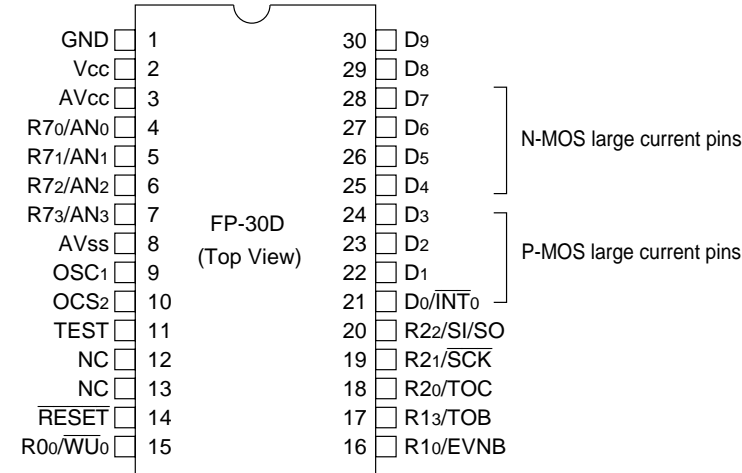 GND 1 30 D9
Vcc 2 29 D8
AVcc 3 28 D7
R70/AN0 4 27 D6
N-MOS large current pins
R71/AN1 5 26 D5
R72/AN2 6 25 D4
R73/AN3 7 24 D3
FP-30D
AVss 8 23 D2
(Top View)
P-MOS large current pins
OSC1 9 22 D1
OCS2 10 21 D0/I̅N̅T̅0
TEST 11 20 R22/SI/SO
NC 12 19 R21/S̅C̅K̅
NC 13 18 R20/TOC
R̅E̅S̅E̅T̅ 14 17 R13/TOB
R00/W̅U̅0 15 16 R10/EVNB